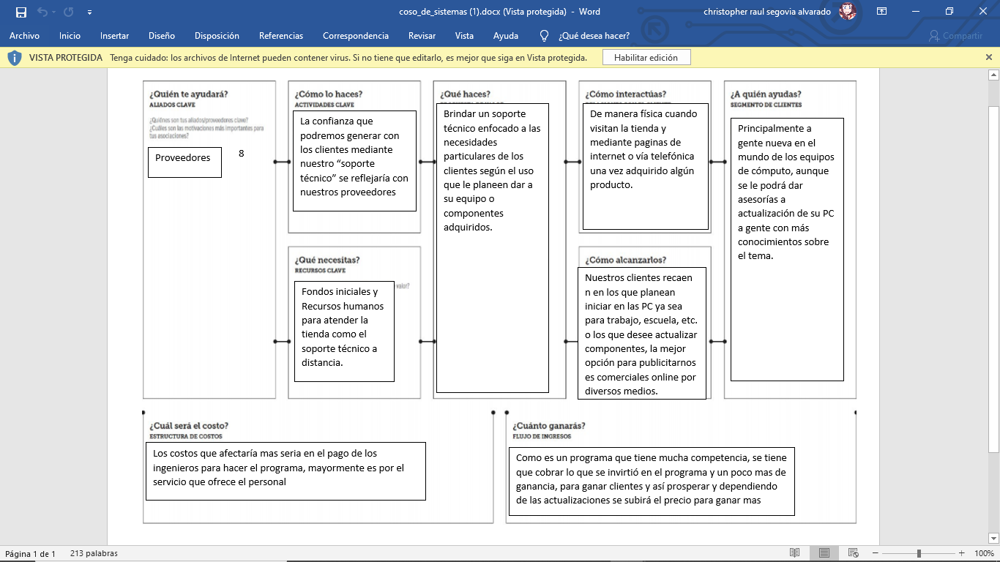 coso_de_sistemas (1).docx (Vista protegida) - Word
christopher raul segovia alvarado
Archivo Inicio Insertar Diseño Disposición Referencias Correspondencia Revisar Vista Ayuda ¿Qué desea hacer? Compartir
VISTA PROTEGIDA Tenga cuidado: los archivos de Internet pueden contener virus. Si no tiene que editarlo, es mejor que siga en Vista protegida. Habilitar edición
¿Quién te ayudará?
ALIADOS CLAVE
¿Quiénes son tus aliados/proveedores clave?
¿Cuáles son las motivaciones más importantes para
tus asociaciones?
Proveedores
8
¿Cómo lo haces?
ACTIVIDADES CLAVE
La confianza que
podremos generar con
los clientes mediante
nuestro “soporte
técnico” se reflejaría con
nuestros proveedores
¿Qué necesitas?
RECURSOS CLAVE
valor?
Fondos iniciales y
Recursos humanos
para atender la
tienda como el
soporte técnico a
distancia.
¿Qué haces?
Brindar un soporte
técnico enfocado a las
necesidades
particulares de los
clientes según el uso
que le planeen dar a
su equipo o
componentes
adquiridos.
¿Cómo interactúas?
De manera física cuando
visitan la tienda y
mediante paginas de
internet o vía telefónica
una vez adquirido algún
producto.
¿Cómo alcanzarlos?
Nuestros clientes recaen
n en los que planean
iniciar en las PC ya sea
para trabajo, escuela, etc.
o los que desee actualizar
componentes, la mejor
opción para publicitarnos
es comerciales online por
diversos medios.
¿A quién ayudas?
SEGMENTO DE CLIENTES
Principalmente a
gente nueva en el
mundo de los equipos
de cómputo, aunque
se le podrá dar
asesorías a
actualización de su PC
a gente con más
conocimientos sobre
el tema.
¿Cuál será el costo?
ESTRUCTURA DE COSTOS
Los costos que afectaría mas seria en el pago de los
ingenieros para hacer el programa, mayormente es por el
servicio que ofrece el personal
¿Cuánto ganarás?
FLUJO DE INGRESOS
Como es un programa que tiene mucha competencia, se tiene
que cobrar lo que se invirtió en el programa y un poco mas de
ganancia, para ganar clientes y así prosperar y dependiendo
de las actualizaciones se subirá el precio para ganar mas
Página 1 de 1 213 palabras
100%